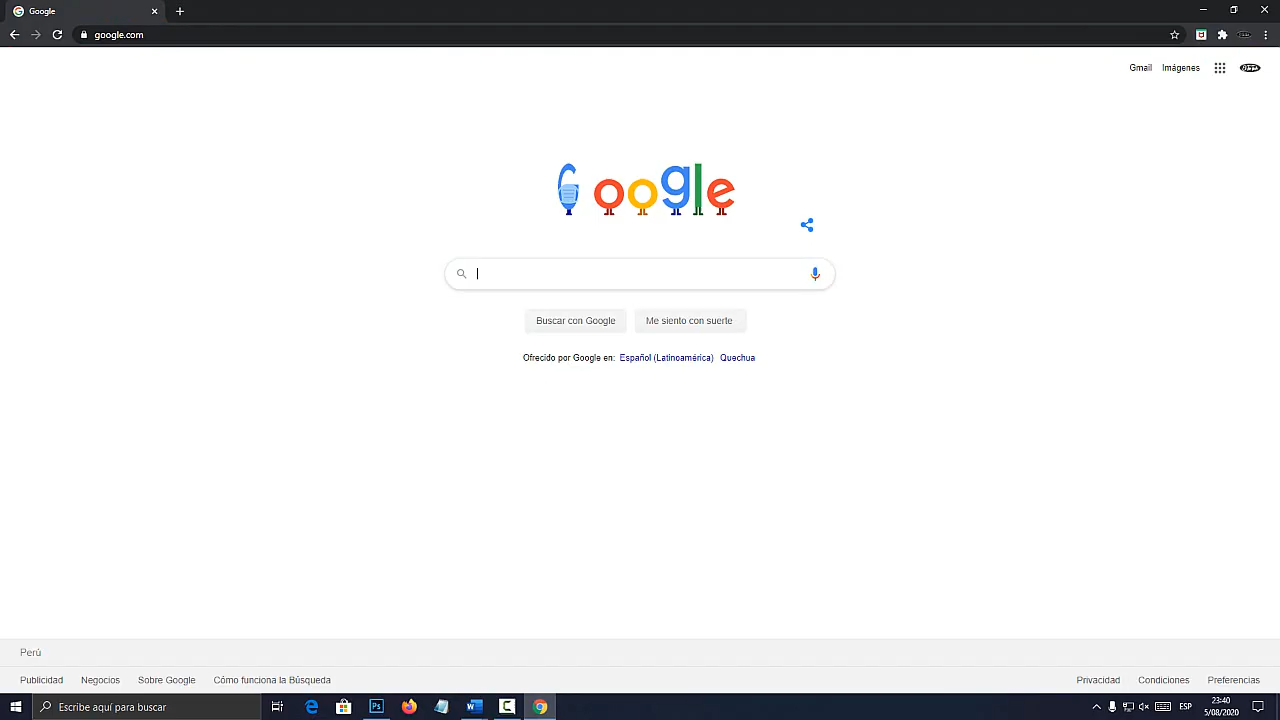 Google
google.com
Gmail Imágenes
Google
Buscar con Google Me siento con suerte
Ofrecido por Google en: Español (Latinoamérica) Quechua
Perú
Publicidad Negocios Sobre Google Cómo funciona la Búsqueda Privacidad Condiciones Preferencias
Escribe aquí para buscar ESP 23:40
5/08/2020